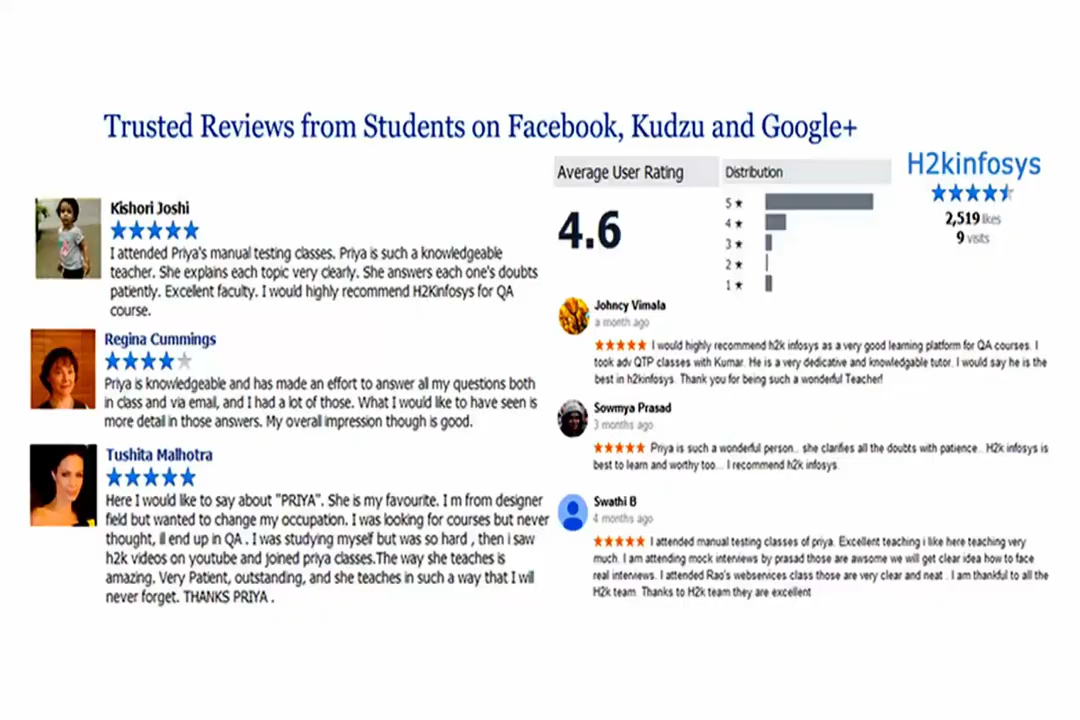 Trusted Reviews from Students on Facebook, Kudzu and Google+
Kishori Joshi
I attended Priya's manual testing classes. Priya is such a knowledgeable
teacher. She explains each topic very clearly. She answers each one's doubts
patiently. Excellent faculty. I would highly recommend H2Kinfosys for QA
course.
Regina Cummings
Priya is knowledgeable and has made an effort to answer all my questions both
in class and via email, and I had a lot of those. What I would like to have seen is
more detail in those answers. My overall impression though is good.
Tushita Malhotra
Here I would like to say about "PRIYA". She is my favourite. I m from designer
field but wanted to change my occupation. I was looking for courses but never
thought, il end up in QA . I was studying myself but was so hard , then i saw
h2k videos on youtube and joined priya classes.The way she teaches is
amazing. Very Patient, outstanding, and she teaches in such a way that I will
never forget. THANKS PRIYA .
Average User Rating
4.6
Distribution
5 ★
4 ★
3 ★
2 ★
1 ★
H2kinfosys
2,519 likes
9 visits
Johncy Vimala
a month ago
★★★★★ I would highly recommend h2k infosys as a very good learning platform for QA courses. I
took adv QTP classes with Kumar. He is a very dedicative and knowledgable tutor. I would say he is the
best in h2kinfosys. Thank you for being such a wonderful Teacher!
Sowmya Prasad
3 months ago
★★★★★ Priya is such a wonderful person.. she clarifies all the doubts with patience.. H2k infosys is
best to learn and worthy too... I recommend h2k infosys.
Swathi B
4 months ago
★★★★★ I attended manual testing classes of priya. Excellent teaching i like here teaching very
much. I am attending mock interviews by prasad those are awsome we will get clear idea how to face
real interviews. I attended Rao's webservices class those are very clear and neat . I am thankful to all the
H2k team. Thanks to H2k team they are excellent